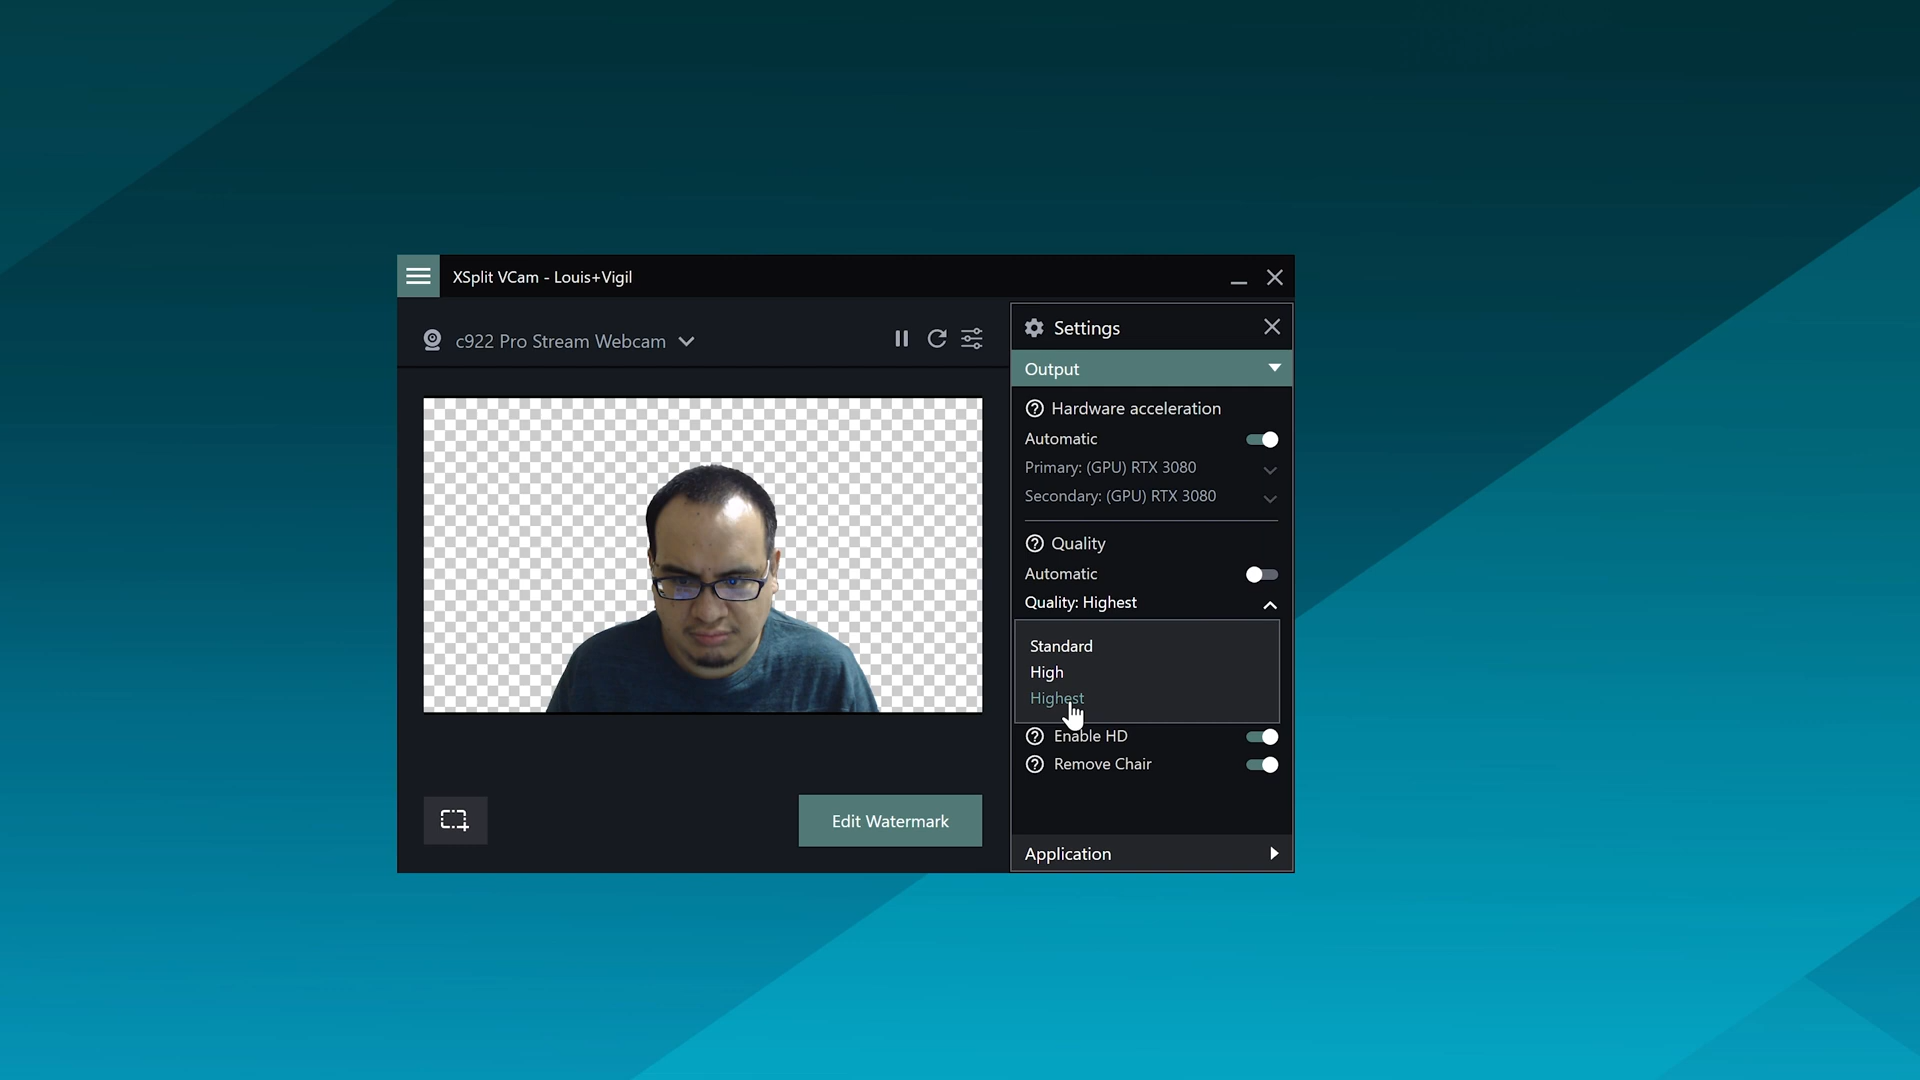 XSplit VCam - Louis+Vigil
c922 Pro Stream Webcam
Edit Watermark
Settings
Output
Hardware acceleration
Automatic
Primary: (GPU) RTX 3080
Secondary: (GPU) RTX 3080
Quality
Automatic
Quality: Highest
Standard
High
Highest
Enable HD
Remove Chair
Application